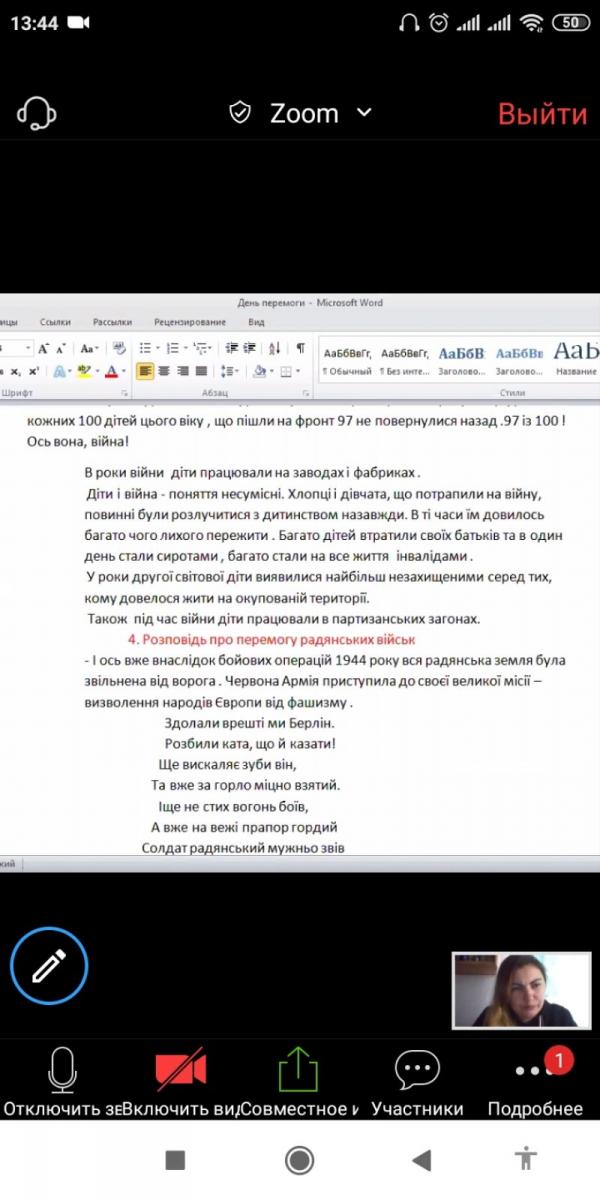 13:44
50
Zoom
Выйти
День перемоги - Microsoft Word
ицы Ссылки Рассылки Рецензирование Вид
АаБбВвГг, АаБбВвГг, АаБбВ АаБбВв АаБ
¶ Обычный ¶ Без инте... Заголово... Заголово... Название
Шрифт Абзац Стили
кожних 100 дітей цього віку , що пішли на фронт 97 не повернулися назад .97 із 100 !
Ось вона, війна!
В роки війни діти працювали на заводах і фабриках .
Діти і війна - поняття несумісні. Хлопці і дівчата, що потрапили на війну,
повинні були розлучитися з дитинством назавжди. В ті часи їм довилось
багато чого лихого пережити . Багато дітей втратили своїх батьків та в один
день стали сиротами , багато стали на все життя інвалідами .
У роки другої світової діти виявилися найбільш незахищеними серед тих,
кому довелося жити на окупованій території.
Також під час війни діти працювали в партизанських загонах.
4. Розповідь про перемогу радянських військ
- І ось вже внаслідок бойових операцій 1944 року вся радянська земля була
звільнена від ворога . Червона Армія приступила до своєї великої місії –
визволення народів Європи від фашизму .
Здолали врешті ми Берлін.
Розбили ката, що й казати!
Ще вискаляє зуби він,
Та вже за горло міцно взятий.
Іще не стих вогонь боїв,
А вже на вежі прапор гордий
Солдат радянський мужньо звів
ский
1
Отключить зв Включить вид Совместное и Участники Подробнее